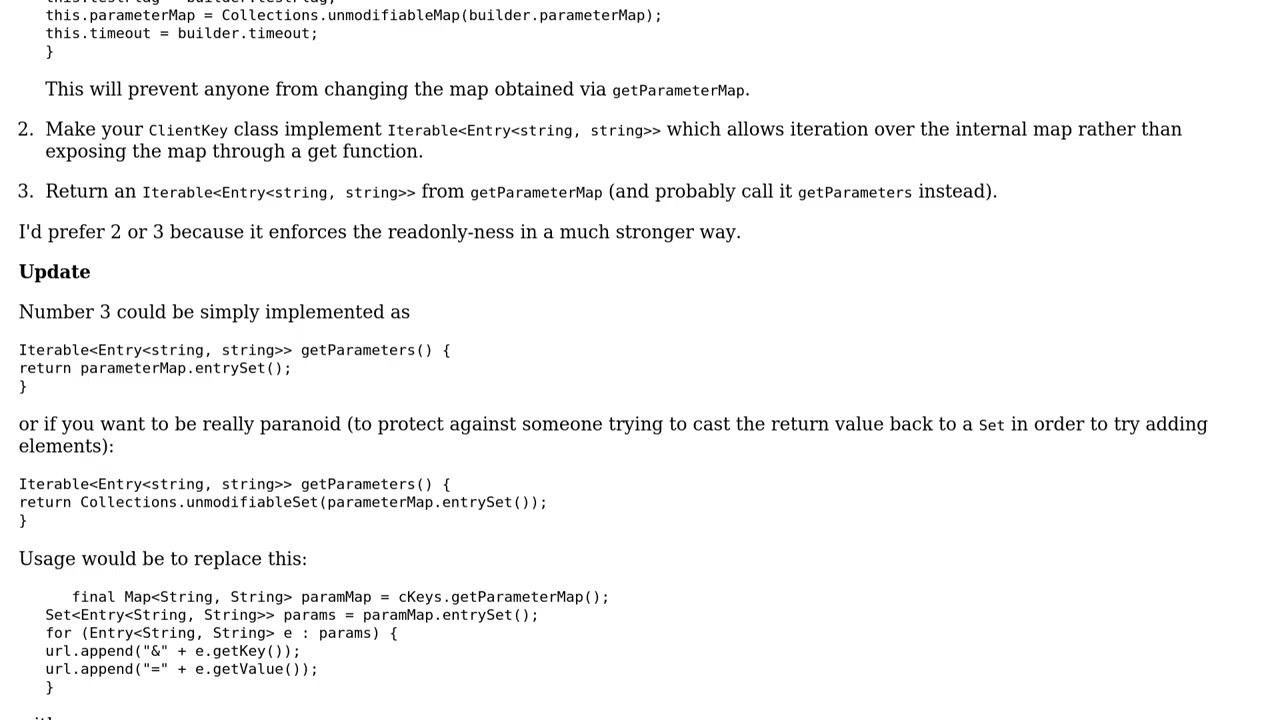 this.parameterMap = Collections.unmodifiableMap(builder.parameterMap);
this.timeout = builder.timeout;
}
This will prevent anyone from changing the map obtained via getParameterMap.
2. Make your ClientKey class implement Iterable<Entry<string, string>> which allows iteration over the internal map rather than
exposing the map through a get function.
3. Return an Iterable<Entry<string, string>> from getParameterMap (and probably call it getParameters instead).
I'd prefer 2 or 3 because it enforces the readonly-ness in a much stronger way.
Update
Number 3 could be simply implemented as
Iterable<Entry<string, string>> getParameters() {
return parameterMap.entrySet();
}
or if you want to be really paranoid (to protect against someone trying to cast the return value back to a Set in order to try adding
elements):
Iterable<Entry<string, string>> getParameters() {
return Collections.unmodifiableSet(parameterMap.entrySet());
}
Usage would be to replace this:
final Map<String, String> paramMap = cKeys.getParameterMap();
Set<Entry<String, String>> params = paramMap.entrySet();
for (Entry<String, String> e : params) {
url.append("&" + e.getKey());
url.append("=" + e.getValue());
}